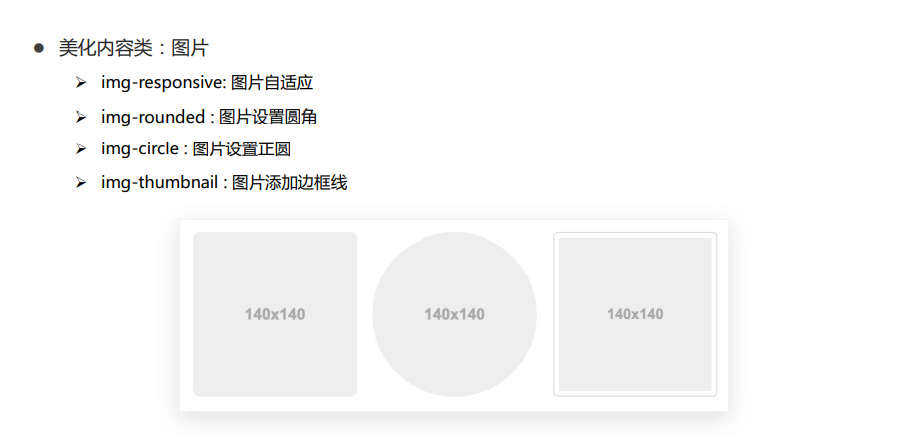 ● 美化内容类：图片
➢ img-responsive: 图片自适应
➢ img-rounded : 图片设置圆角
➢ img-circle : 图片设置正圆
➢ img-thumbnail : 图片添加边框线
140x140 140x140 140x140